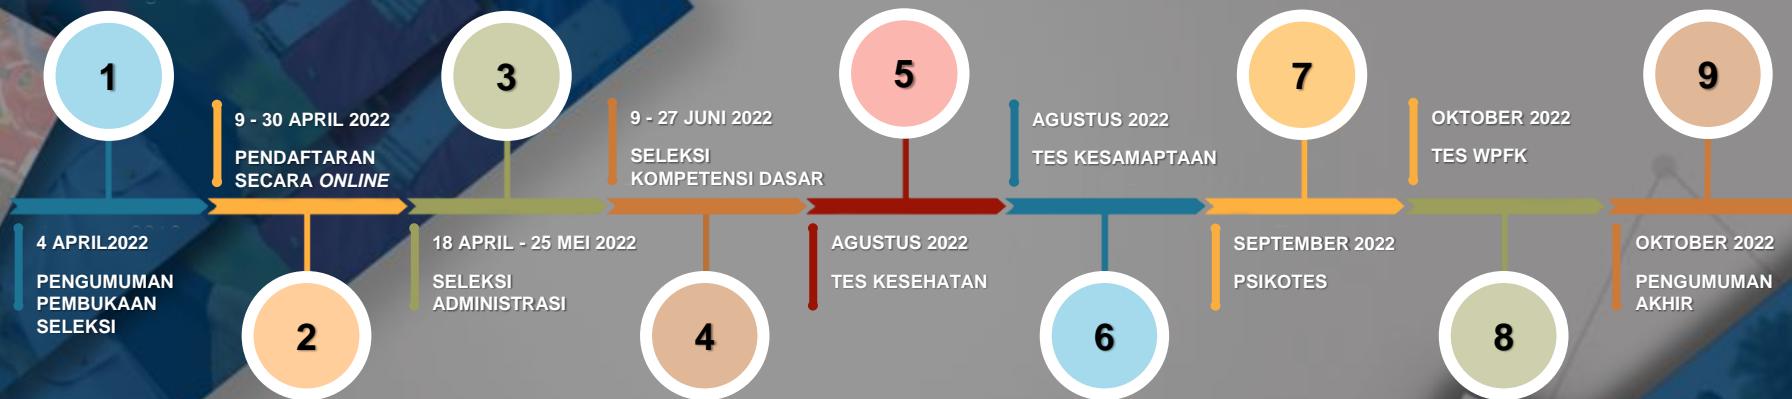 1
4 APRIL2022
PENGUMUMAN
PEMBUKAAN
SELEKSI
2
9 - 30 APRIL 2022
PENDAFTARAN
SECARA ONLINE
3
18 APRIL - 25 MEI 2022
SELEKSI
ADMINISTRASI
4
9 - 27 JUNI 2022
SELEKSI
KOMPETENSI DASAR
5
AGUSTUS 2022
TES KESEHATAN
6
AGUSTUS 2022
TES KESAMAPTAAN
7
SEPTEMBER 2022
PSIKOTES
8
OKTOBER 2022
TES WPFK
9
OKTOBER 2022
PENGUMUMAN
AKHIR